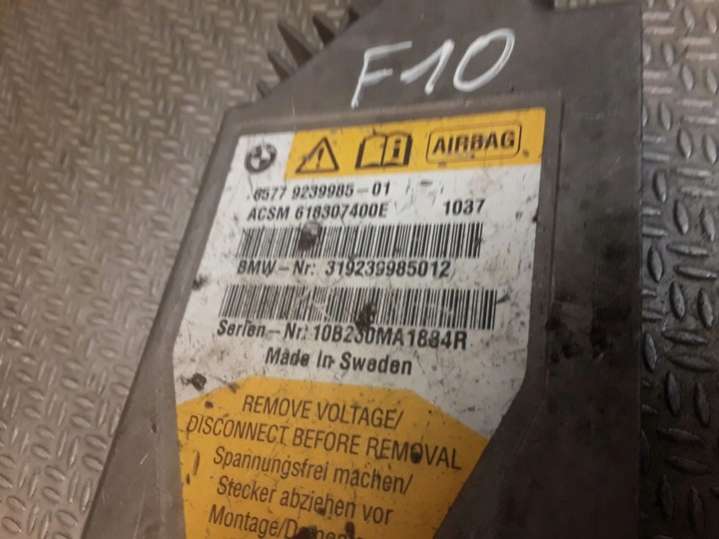 F10
AIRBAG
6577 9239985-01
ACSM 618307400E 1037
BMW-Nr: 319239985012
Serien-Nr: 10B230MA1884R
Made in Sweden
REMOVE VOLTAGE/
DISCONNECT BEFORE REMOVAL
Spannungsfrei machen/
Stecker abziehen vor